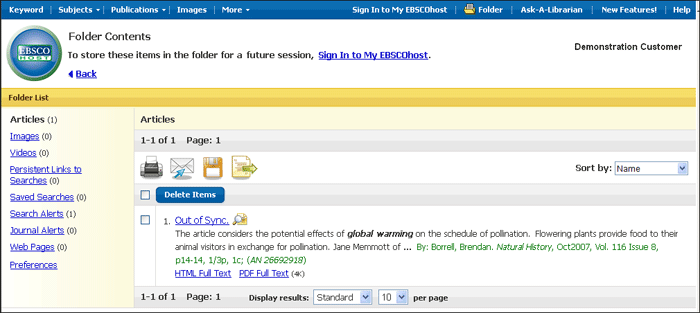 Keyword Subjects Publications Images More Sign In to My EBSCOhost Folder Ask-A-Librarian New Features! Help
EBSCO
HOST
Folder Contents
To store these items in the folder for a future session, Sign In to My EBSCOhost.
Demonstration Customer
Back
Folder List
Articles (1)
Images (0)
Videos (0)
Persistent Links to
Searches (0)
Saved Searches (0)
Search Alerts (1)
Journal Alerts (0)
Web Pages (0)
Preferences
Articles
1-1 of 1 Page: 1
Sort by: Name
Delete Items
1. Out of Sync.
The article considers the potential effects of global warming on the schedule of pollination. Flowering plants provide food to their
animal visitors in exchange for pollination. Jane Memmott of ... By: Borrell, Brendan. Natural History, Oct2007, Vol. 116 Issue 8,
p14-14, 1/3p, 1c; (AN 26692918)
HTML Full Text PDF Full Text (4K)
1-1 of 1 Page: 1 Display results: Standard 10 per page